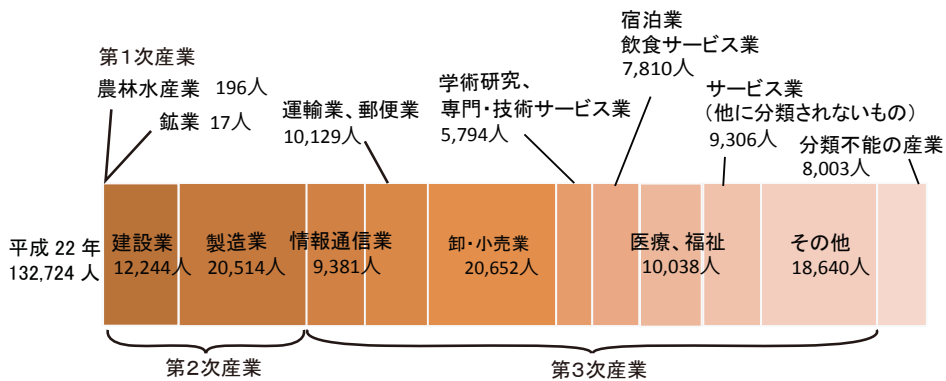 第1次産業
農林水産業 196人
鉱業 17人
運輸業、郵便業
10,129人
学術研究、
専門・技術サービス業
5,794人
宿泊業
飲食サービス業
7,810人
サービス業
（他に分類されないもの）
9,306人
分類不能の産業
8,003人
平成 22 年
132,724 人
建設業
12,244人
製造業
20,514人
情報通信業
9,381人
卸・小売業
20,652人
医療、福祉
10,038人
その他
18,640人
第2次産業
第3次産業